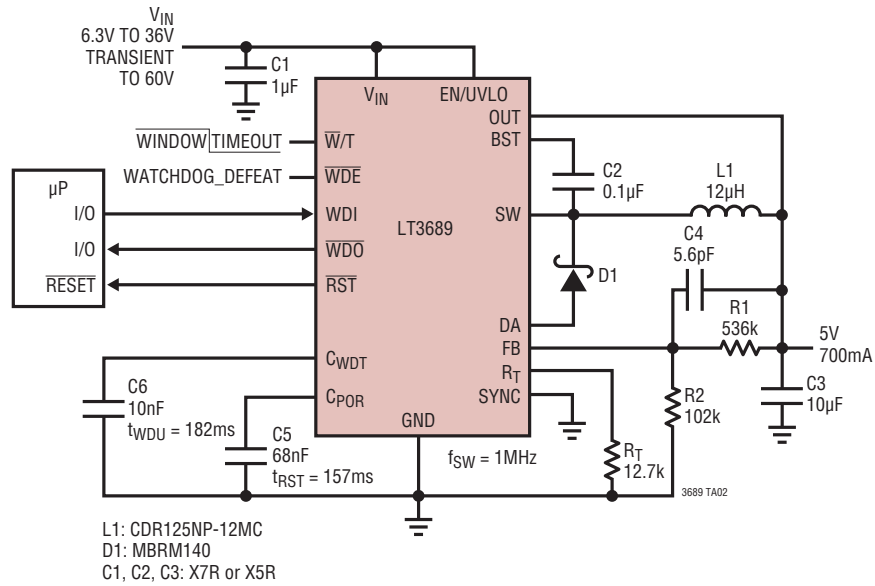 VIN
6.3V TO 36V
TRANSIENT
TO 60V
C1
1µF
VIN
EN/UVLO
OUT
BST
WINDOW TIMEOUT
W/T
WATCHDOG_DEFEAT
WDE
µP
I/O
WDI
I/O
WDO
RESET
RST
LT3689
SW
C2
0.1µF
L1
12µH
C4
5.6pF
D1
DA
FB
RT
SYNC
R1
536k
5V
700mA
C3
10µF
R2
102k
RT
12.7k
CWDT
CPOR
GND
C6
10nF
tWDU = 182ms
C5
68nF
tRST = 157ms
fSW = 1MHz
3689 TA02
L1: CDR125NP-12MC
D1: MBRM140
C1, C2, C3: X7R or X5R